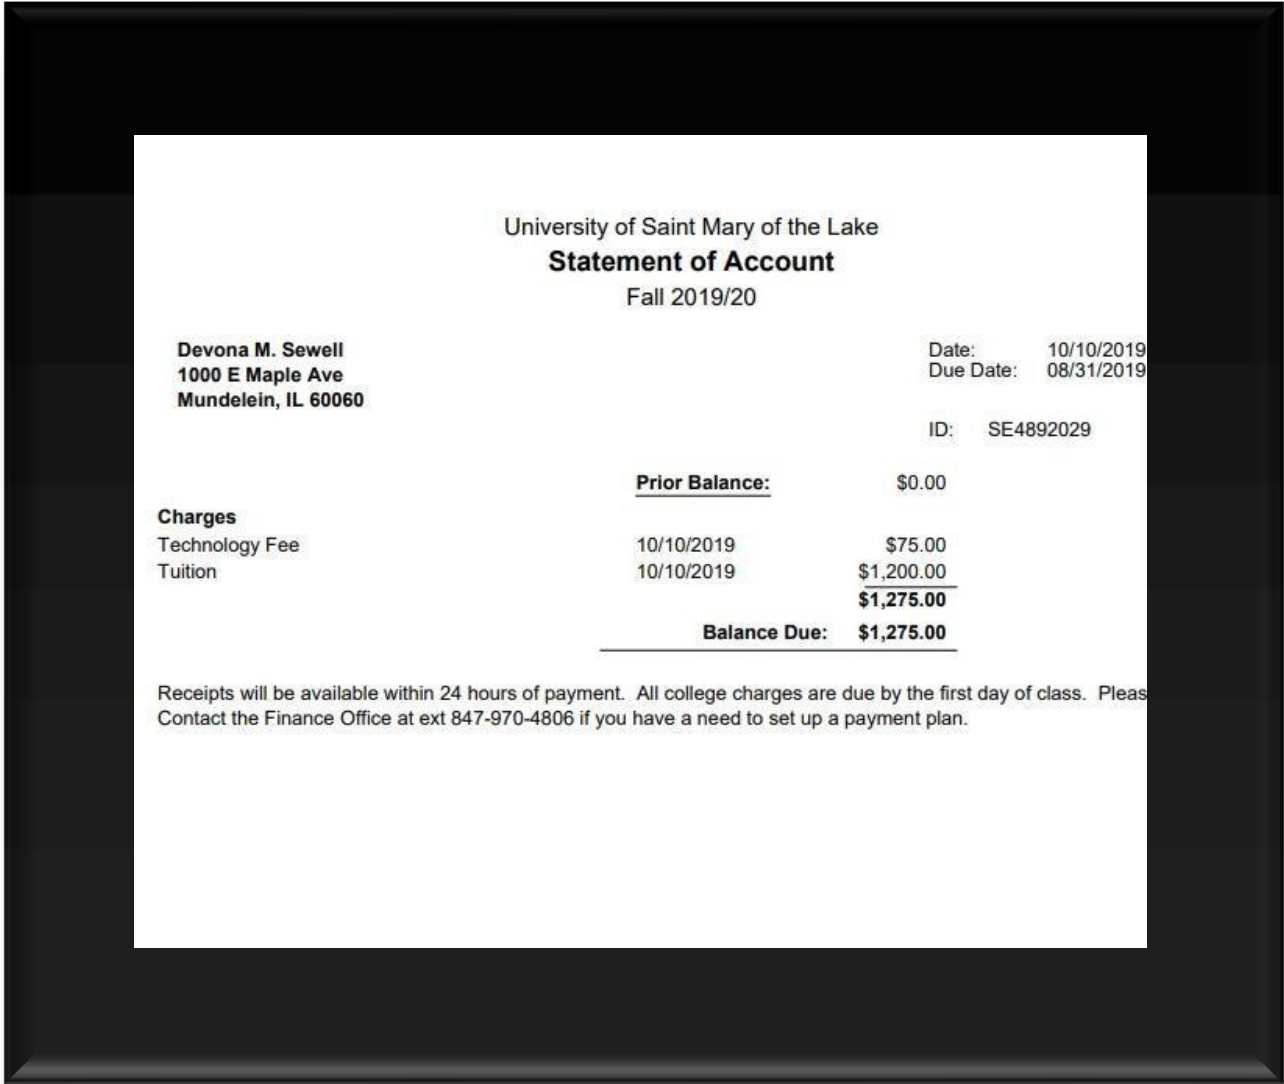 University of Saint Mary of the Lake
Statement of Account
Fall 2019/20
Devona M. Sewell
1000 E Maple Ave
Mundelein, IL 60060
Date: 10/10/2019
Due Date: 08/31/2019
ID: SE4892029
Prior Balance: $0.00
Charges
Technology Fee 10/10/2019 $75.00
Tuition 10/10/2019 $1,200.00
$1,275.00
Balance Due: $1,275.00
Receipts will be available within 24 hours of payment. All college charges are due by the first day of class. Pleas
Contact the Finance Office at ext 847-970-4806 if you have a need to set up a payment plan.